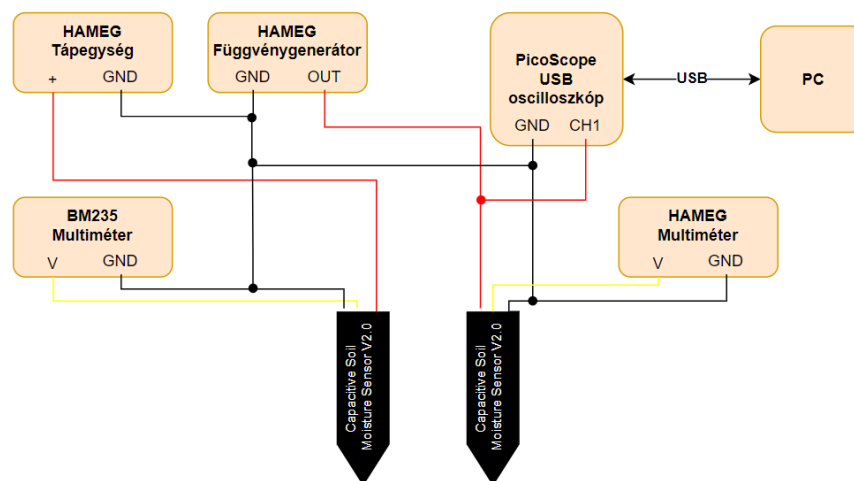 HAMEG
Tápegység
+ GND
HAMEG
Függvénygenerátor
GND OUT
PicoScope
USB
oszcilloszkóp
GND CH1
USB
PC
BM235
Multiméter
V GND
HAMEG
Multiméter
V GND
Capacitive Soil
Moisture Sensor V2.0
Capacitive Soil
Moisture Sensor V2.0